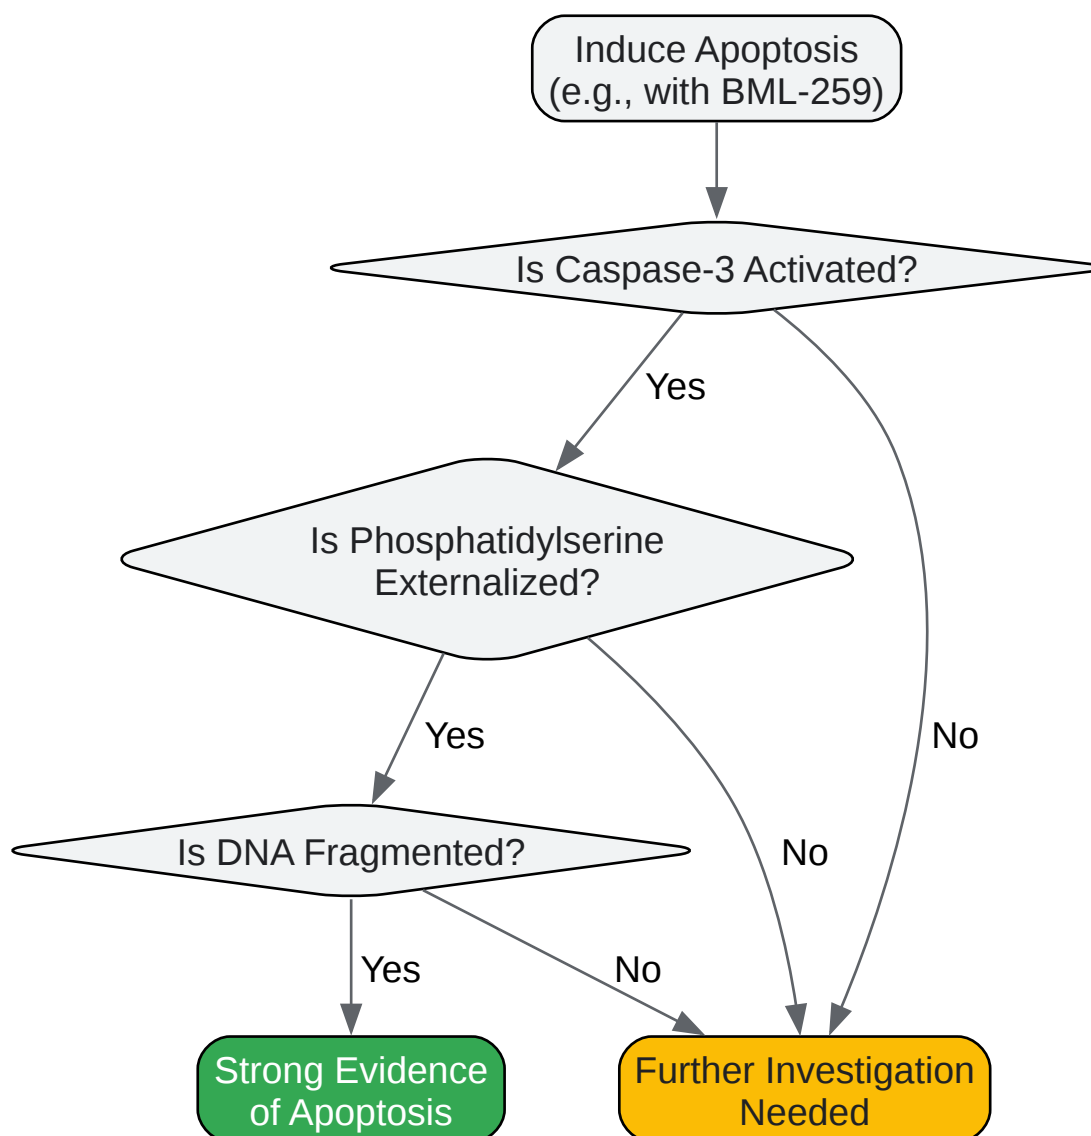 Induce Apoptosis
(e.g., with BML-259)
Is Caspase-3 Activated?
Yes
Is Phosphatidylserine
Externalized?
Yes
No
Is DNA Fragmented?
No
Yes
No
Strong Evidence
of Apoptosis
Further Investigation
Needed